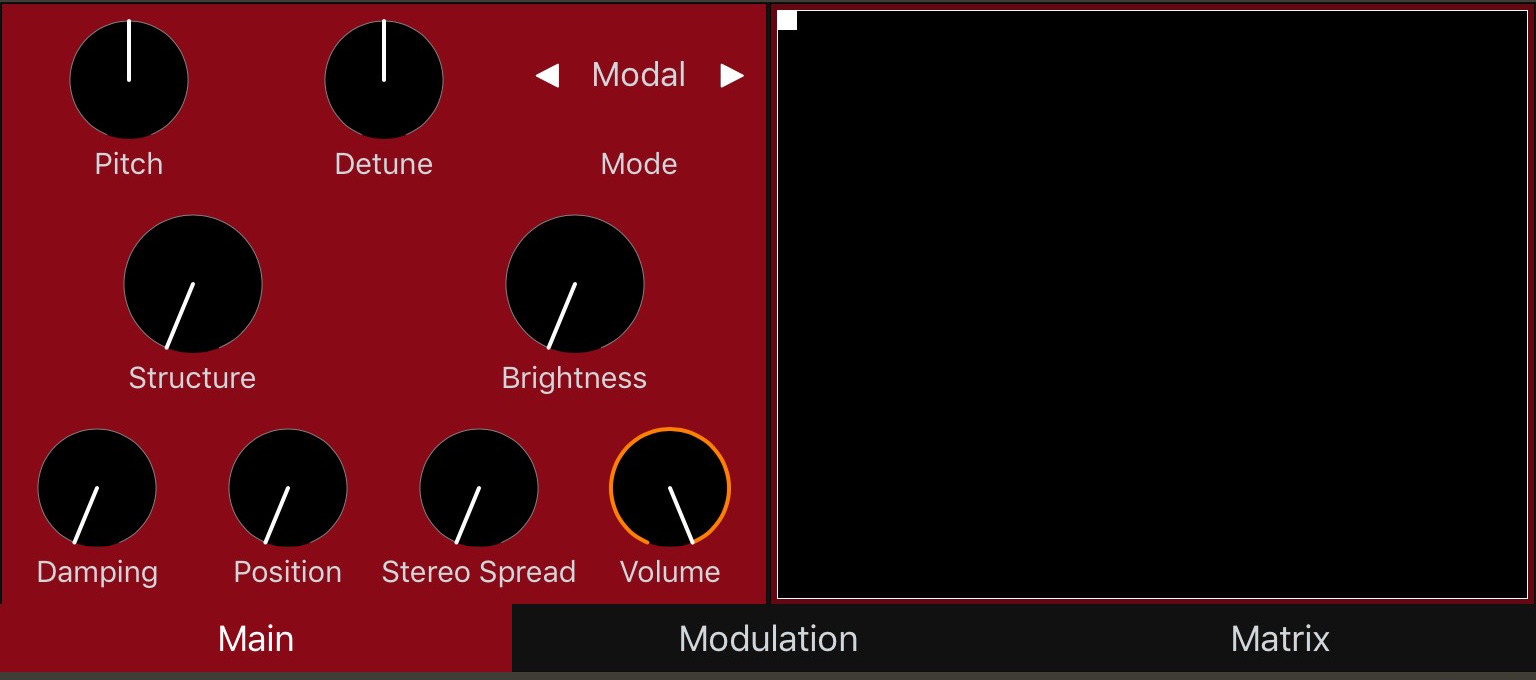 Modal
Pitch
Detune
Mode
Structure
Brightness
Damping
Position
Stereo Spread
Volume
Main
Modulation
Matrix